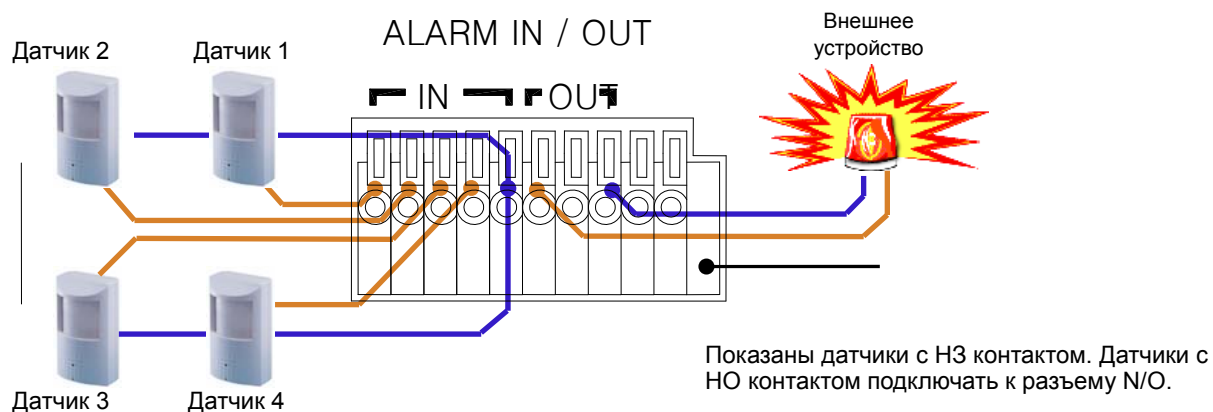 ALARM IN / OUT
Внешнее
устройство
Датчик 2
Датчик 1
IN
OUT
Показаны датчики с НЗ контактом. Датчики с
НО контактом подключать к разъему N/O.
Датчик 3
Датчик 4